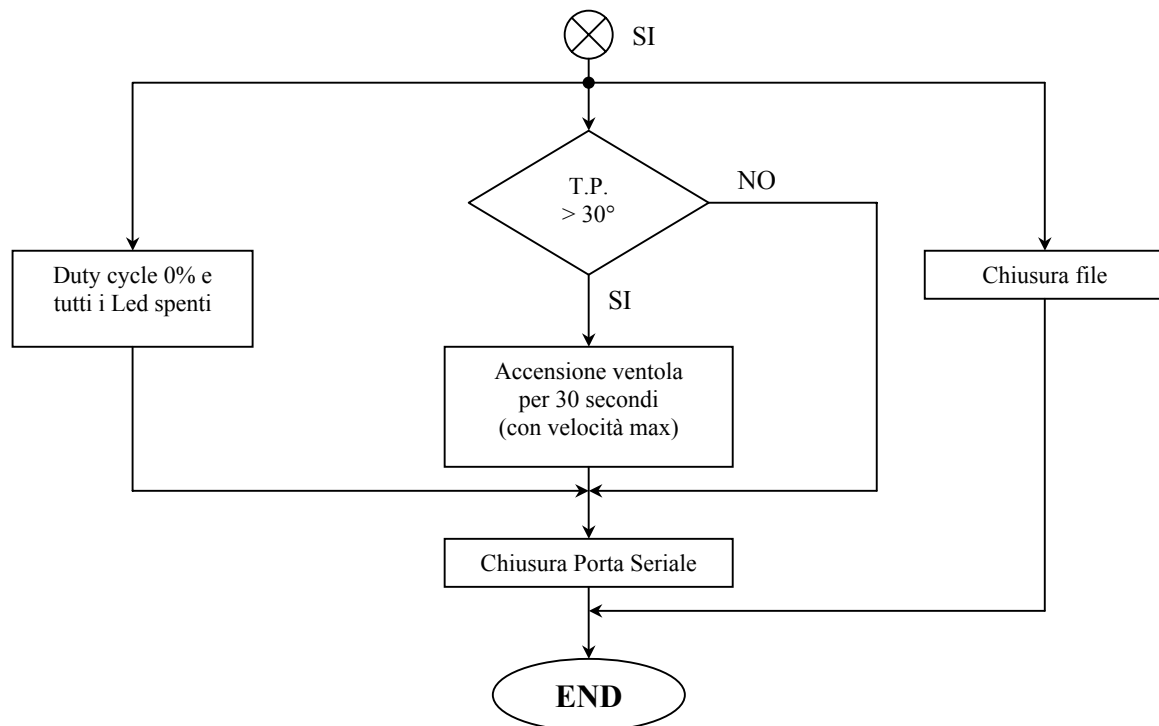 SI
T.P.
> 30°
NO
Duty cycle 0% e
tutti i Led spenti
Chiusura file
SI
Accensione ventola
per 30 secondi
(con velocità max)
Chiusura Porta Seriale
END